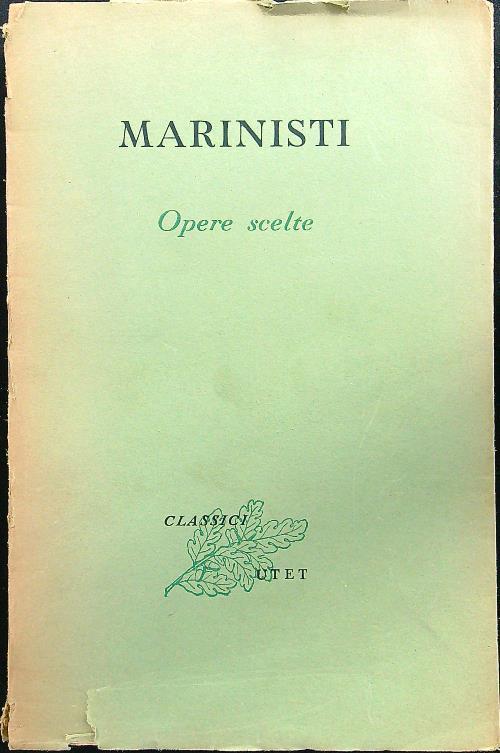 MARINISTI
Opere scelte
CLASSICI
UTET